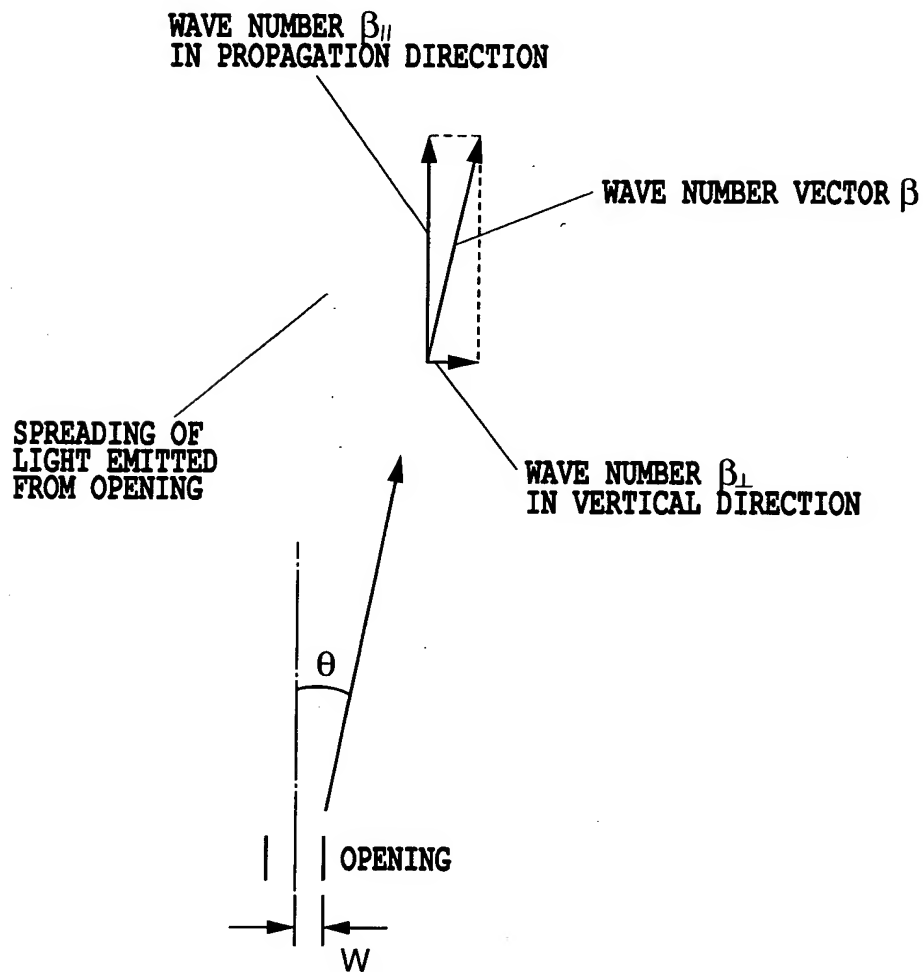 WAVE NUMBER β//
IN PROPAGATION DIRECTION
WAVE NUMBER VECTOR β
SPREADING OF
LIGHT EMITTED
FROM OPENING
WAVE NUMBER β⊥
IN VERTICAL DIRECTION
θ
OPENING
W